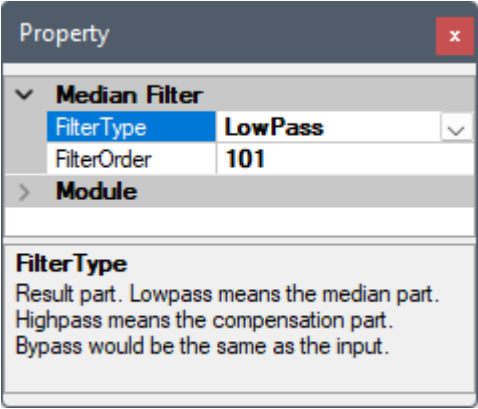 Property
x
Median Filter
FilterType LowPass
FilterOrder 101
Module
FilterType
Result part. Lowpass means the median part.
Highpass means the compensation part.
Bypass would be the same as the input.